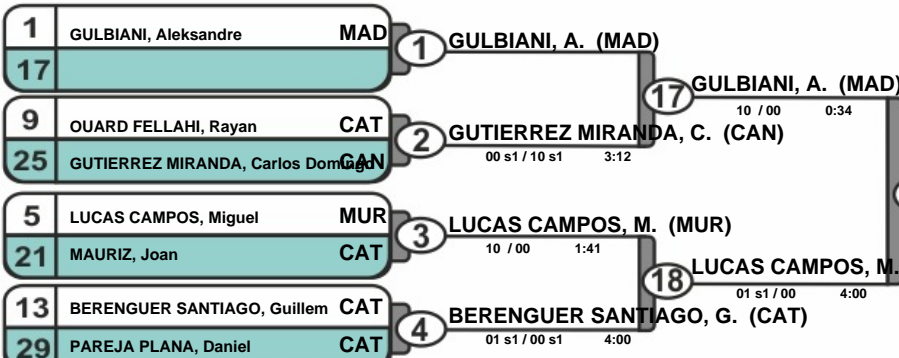 1 GULBIANI, Aleksandre MAD
17
1 GULBIANI, A. (MAD)
9 OUARD FELLAHI, Rayan CAT
25 GUTIERREZ MIRANDA, Carlos Domingo CAN
2 GUTIERREZ MIRANDA, C. (CAN)
00 s1 / 10 s1 3:12
17 GULBIANI, A. (MAD)
10 / 00 0:34
5 LUCAS CAMPOS, Miguel MUR
21 MAURIZ, Joan CAT
3 LUCAS CAMPOS, M. (MUR)
10 / 00 1:41
13 BERENGUER SANTIAGO, Guillem CAT
29 PAREJA PLANA, Daniel CAT
4 BERENGUER SANTIAGO, G. (CAT)
01 s1 / 00 s1 4:00
18 LUCAS CAMPOS, M.
01 s1 / 00 4:00